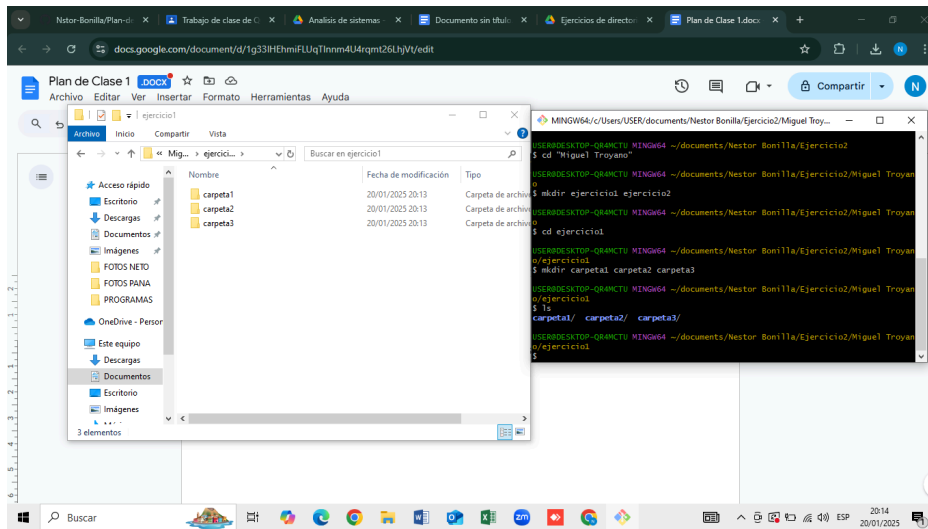 Nstor-Bonilla/Plan-de
Trabajo de clase de C
Analisis de sistemas
Documento sin título
Ejercicios de director
Plan de Clase 1.docx
docs.google.com/document/d/1g33IHEhmiFLUqTInnm4U4rqmt26LhjVt/edit
Plan de Clase 1 .DOCX
Archivo Editar Ver Insertar Formato Herramientas Ayuda
Compartir
N
ejercicio1
Archivo Inicio Compartir Vista
« Mig... > ejercici... >
Buscar en ejercicio1
Nombre Fecha de modificación Tipo
carpeta1 20/01/2025 20:13 Carpeta de archiv
carpeta2 20/01/2025 20:13 Carpeta de archiv
carpeta3 20/01/2025 20:13 Carpeta de archiv
Acceso rápido
Escritorio
Descargas
Documentos
Imágenes
FOTOS NETO
FOTOS PANA
PROGRAMAS
OneDrive - Person
Este equipo
Descargas
Documentos
Escritorio
Imágenes
3 elementos
MINGW64:/c/Users/USER/documents/Nestor Bonilla/Ejercicio2/Miguel Troy...
USER@DESKTOP-QR4MCTU MINGW64 ~/documents/Nestor Bonilla/Ejercicio2
$ cd "Miguel Troyano"
USER@DESKTOP-QR4MCTU MINGW64 ~/documents/Nestor Bonilla/Ejercicio2/Miguel Troyan
o
$ mkdir ejercicio1 ejercicio2
USER@DESKTOP-QR4MCTU MINGW64 ~/documents/Nestor Bonilla/Ejercicio2/Miguel Troyan
o
$ cd ejercicio1
USER@DESKTOP-QR4MCTU MINGW64 ~/documents/Nestor Bonilla/Ejercicio2/Miguel Troyan
o/ejercicio1
$ mkdir carpeta1 carpeta2 carpeta3
USER@DESKTOP-QR4MCTU MINGW64 ~/documents/Nestor Bonilla/Ejercicio2/Miguel Troyan
o/ejercicio1
$ ls
carpeta1/ carpeta2/ carpeta3/
USER@DESKTOP-QR4MCTU MINGW64 ~/documents/Nestor Bonilla/Ejercicio2/Miguel Troyan
o/ejercicio1
$
Buscar
zm
ESP
20:14
20/01/2025